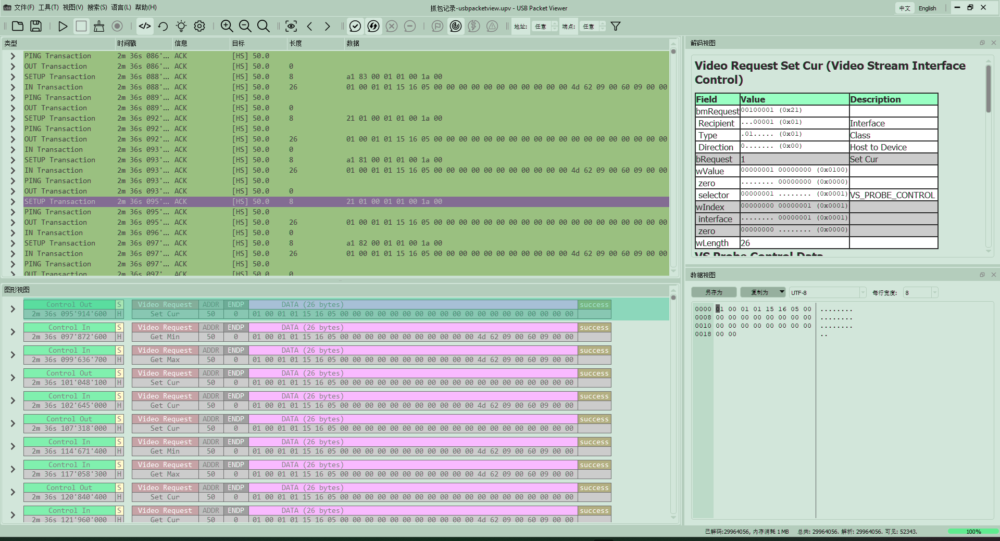 抓包记录-usbpacketview.upv - USB Packet Viewer
文件(F) 工具(T) 视图(V) 搜索(S) 语言(L) 帮助(H)
中文 English
地址: 任意 端点: 任意
类型 时间戳 信息 目标 长度 数据
PING Transaction 2m 36s 086'... ACK [HS] 50.0
OUT Transaction 2m 36s 086'... ACK [HS] 50.0 0
SETUP Transaction 2m 36s 088'... ACK [HS] 50.0 8 a1 83 00 01 01 00 1a 00
IN Transaction 2m 36s 088'... ACK [HS] 50.0 26 01 00 01 01 15 16 05 00 00 00 00 00 00 00 00 00 00 00 4d 62 09 00 60 09 00 00
PING Transaction 2m 36s 089'... ACK [HS] 50.0
OUT Transaction 2m 36s 089'... ACK [HS] 50.0 0
SETUP Transaction 2m 36s 092'... ACK [HS] 50.0 8 21 01 00 01 01 00 1a 00
PING Transaction 2m 36s 092'... ACK [HS] 50.0
OUT Transaction 2m 36s 092'... ACK [HS] 50.0 26 01 00 01 01 15 16 05 00 00 00 00 00 00 00 00 00 00 00 00 00 00 00 00 00 00 00
IN Transaction 2m 36s 093'... ACK [HS] 50.0 0
SETUP Transaction 2m 36s 093'... ACK [HS] 50.0 8 a1 81 00 01 01 00 1a 00
IN Transaction 2m 36s 093'... ACK [HS] 50.0 26 01 00 01 01 15 16 05 00 00 00 00 00 00 00 00 00 00 00 4d 62 09 00 60 09 00 00
PING Transaction 2m 36s 093'... ACK [HS] 50.0
OUT Transaction 2m 36s 093'... ACK [HS] 50.0 0
SETUP Transaction 2m 36s 095'... ACK [HS] 50.0 8 21 01 00 01 01 00 1a 00
PING Transaction 2m 36s 095'... ACK [HS] 50.0
OUT Transaction 2m 36s 095'... ACK [HS] 50.0 26 01 00 01 01 15 16 05 00 00 00 00 00 00 00 00 00 00 00 00 00 00 00 00 00 00 00
IN Transaction 2m 36s 096'... ACK [HS] 50.0 0
SETUP Transaction 2m 36s 097'... ACK [HS] 50.0 8 a1 82 00 01 01 00 1a 00
IN Transaction 2m 36s 097'... ACK [HS] 50.0 26 01 00 01 01 15 16 05 00 00 00 00 00 00 00 00 00 00 00 4d 62 09 00 60 09 00 00
PING Transaction 2m 36s 097'... ACK [HS] 50.0
OUT Transaction 2m 36s 097'... ACK [HS] 50.0 0
图形视图
Control Out S Video Request ADDR ENDP DATA (26 bytes) success
2m 36s 095'914'600 H Set Cur 50 0 01 00 01 01 15 16 05 00 00 00 00 00 00 00 00 00 00 00 00 00 00 00 00 00 00 00
Control In S Video Request ADDR ENDP DATA (26 bytes) success
2m 36s 097'872'600 H Get Min 50 0 01 00 01 01 15 16 05 00 00 00 00 00 00 00 00 00 00 00 4d 62 09 00 60 09 00 00
Control In S Video Request ADDR ENDP DATA (26 bytes) success
2m 36s 099'636'700 H Get Max 50 0 01 00 01 01 15 16 05 00 00 00 00 00 00 00 00 00 00 00 4d 62 09 00 60 09 00 00
Control Out S Video Request ADDR ENDP DATA (26 bytes) success
2m 36s 101'048'100 H Set Cur 50 0 01 00 01 01 15 16 05 00 00 00 00 00 00 00 00 00 00 00 00 00 00 00 00 00 00 00
Control In S Video Request ADDR ENDP DATA (26 bytes) success
2m 36s 102'645'000 H Get Cur 50 0 01 00 01 01 15 16 05 00 00 00 00 00 00 00 00 00 00 00 4d 62 09 00 60 09 00 00
Control Out S Video Request ADDR ENDP DATA (26 bytes) success
2m 36s 107'318'000 H Set Cur 50 0 01 00 01 01 15 16 05 00 00 00 00 00 00 00 00 00 00 00 00 00 00 00 00 00 00 00
Control In S Video Request ADDR ENDP DATA (26 bytes) success
2m 36s 114'671'400 H Get Min 50 0 01 00 01 01 15 16 05 00 00 00 00 00 00 00 00 00 00 00 4d 62 09 00 60 09 00 00
Control In S Video Request ADDR ENDP DATA (26 bytes) success
2m 36s 117'058'300 H Get Max 50 0 01 00 01 01 15 16 05 00 00 00 00 00 00 00 00 00 00 00 4d 62 09 00 60 09 00 00
Control Out S Video Request ADDR ENDP DATA (26 bytes) success
2m 36s 120'840'400 H Set Cur 50 0 01 00 01 01 15 16 05 00 00 00 00 00 00 00 00 00 00 00 00 00 00 00 00 00 00 00
Control In S Video Request ADDR ENDP DATA (26 bytes) success
2m 36s 121'960'000 H Get Cur 50 0 01 00 01 01 15 16 05 00 00 00 00 00 00 00 00 00 00 00 4d 62 09 00 60 09 00 00
解码视图
Video Request Set Cur (Video Stream Interface
Control)
Field Value Description
bmRequest 00100001 (0x21)
Recipient ...00001 (0x01) Interface
Type .01..... (0x01) Class
Direction 0....... (0x00) Host to Device
bRequest 1 Set Cur
wValue 00000001 00000000 (0x0100)
zero ........ 00000000 (0x0000)
selector 00000001 ........ (0x0001) VS_PROBE_CONTROL
wIndex 00000000 00000001 (0x0001)
interface ........ 00000001 (0x0001)
zero 00000000 ........ (0x0000)
wLength 26
VS Probe Control Data
数据视图
另存为 复制为 UTF-8 每行宽度: 8
0000 01 00 01 01 15 16 05 00 ........
0008 00 00 00 00 00 00 00 00 ........
0010 00 00 00 00 00 00 00 00 ........
0018 00 00 ..
已解码:29964056, 内存消耗 1 MB 总共: 29964056. 解析: 29964056. 可见: 52343. 100%